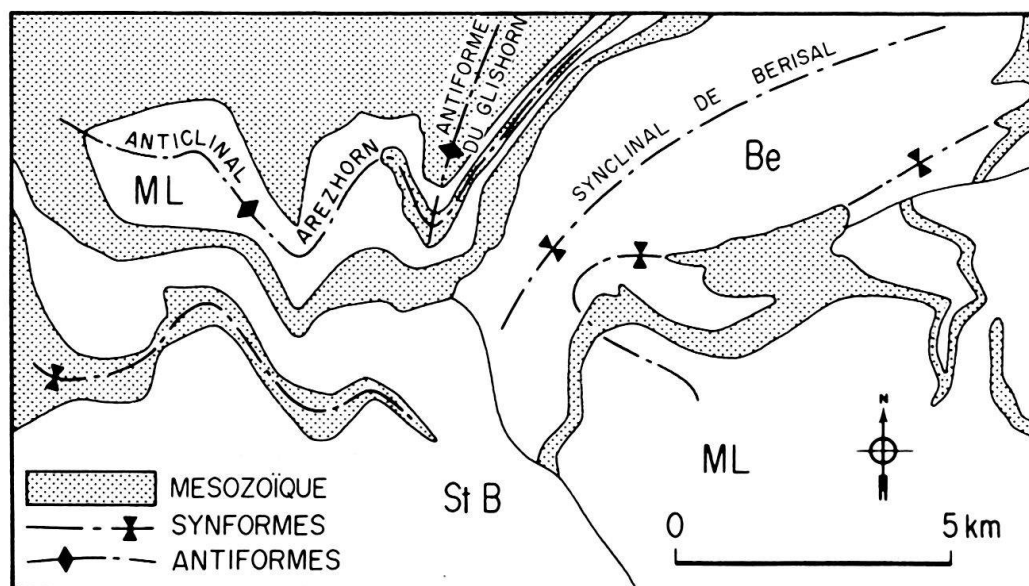 ANTIFORME
DU GLISHORN
SYNCLINAL DE BERISAL
ANTICLINAL
AREZHORN
ML
Be
N
ML
St B
MESOZOÏQUE
SYNFORMES
ANTIFORMES
0
5 km